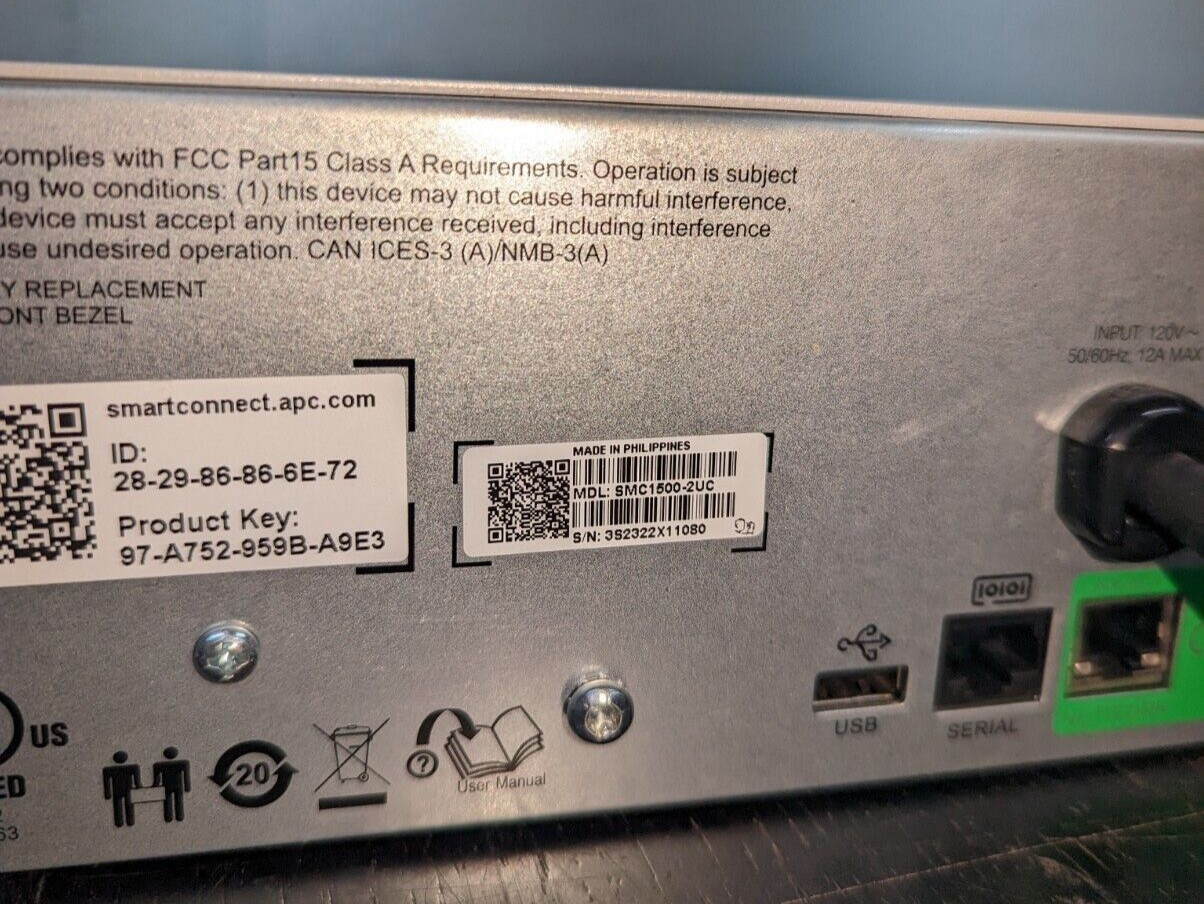 complies with FCC Part15 Class A Requirements. Operation is subject
ng two conditions: (1) this device may not cause harmful interference,
device must accept any interference received, including interference
use undesired operation. CAN ICES-3 (A)/NMB-3(A)
Y REPLACEMENT
ONT BEZEL
INPUT: 120V~
50/60Hz, 12A MAX
smartconnect.apc.com
ID:
28-29-86-86-6E-72
Product Key:
97-A752-959B-A9E3
MADE IN PHILIPPINES
MDL: SMC1500-2UC
S/N: 3S2322X11080
IOIOI
USB
SERIAL
US
ED
63
20
?
User Manual